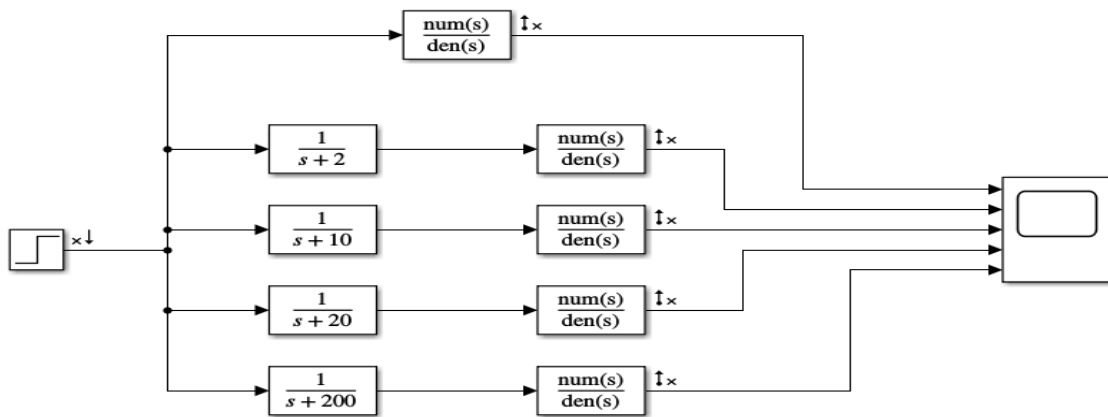 num(s)
den(s)
1
s + 2
num(s)
den(s)
1
s + 10
num(s)
den(s)
1
s + 20
num(s)
den(s)
1
s + 200
num(s)
den(s)